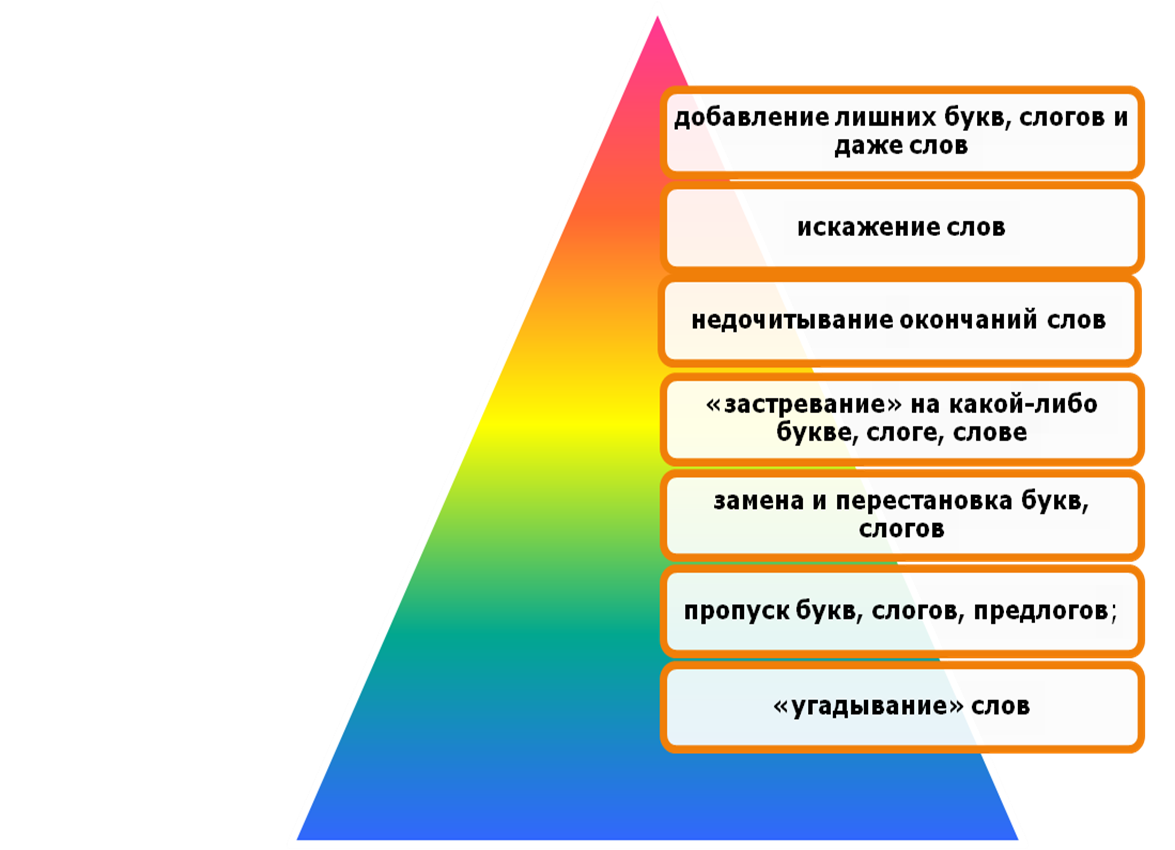 добавление лишних букв, слогов и
даже слов
искажение слов
недочитывание окончаний слов
«застревание» на какой-либо
букве, слоге, слове
замена и перестановка букв,
слогов
пропуск букв, слогов, предлогов;
«угадывание» слов